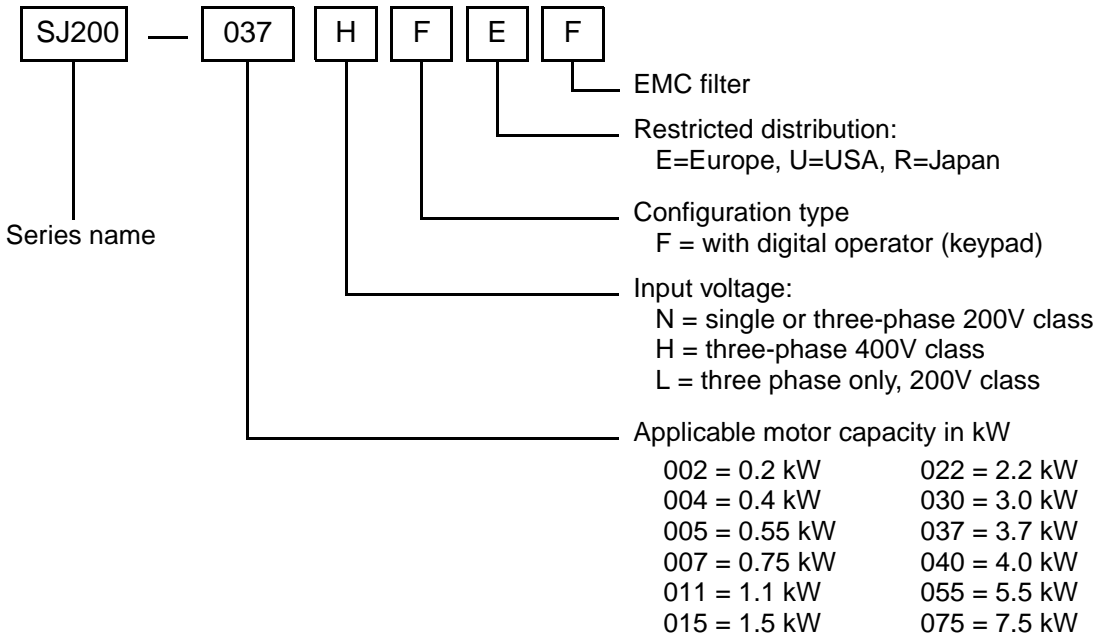 SJ200 — 037 H F E F
EMC filter
Restricted distribution:
E=Europe, U=USA, R=Japan
Configuration type
F = with digital operator (keypad)
Series name
Input voltage:
N = single or three-phase 200V class
H = three-phase 400V class
L = three phase only, 200V class
Applicable motor capacity in kW
002 = 0.2 kW 022 = 2.2 kW
004 = 0.4 kW 030 = 3.0 kW
005 = 0.55 kW 037 = 3.7 kW
007 = 0.75 kW 040 = 4.0 kW
011 = 1.1 kW 055 = 5.5 kW
015 = 1.5 kW 075 = 7.5 kW